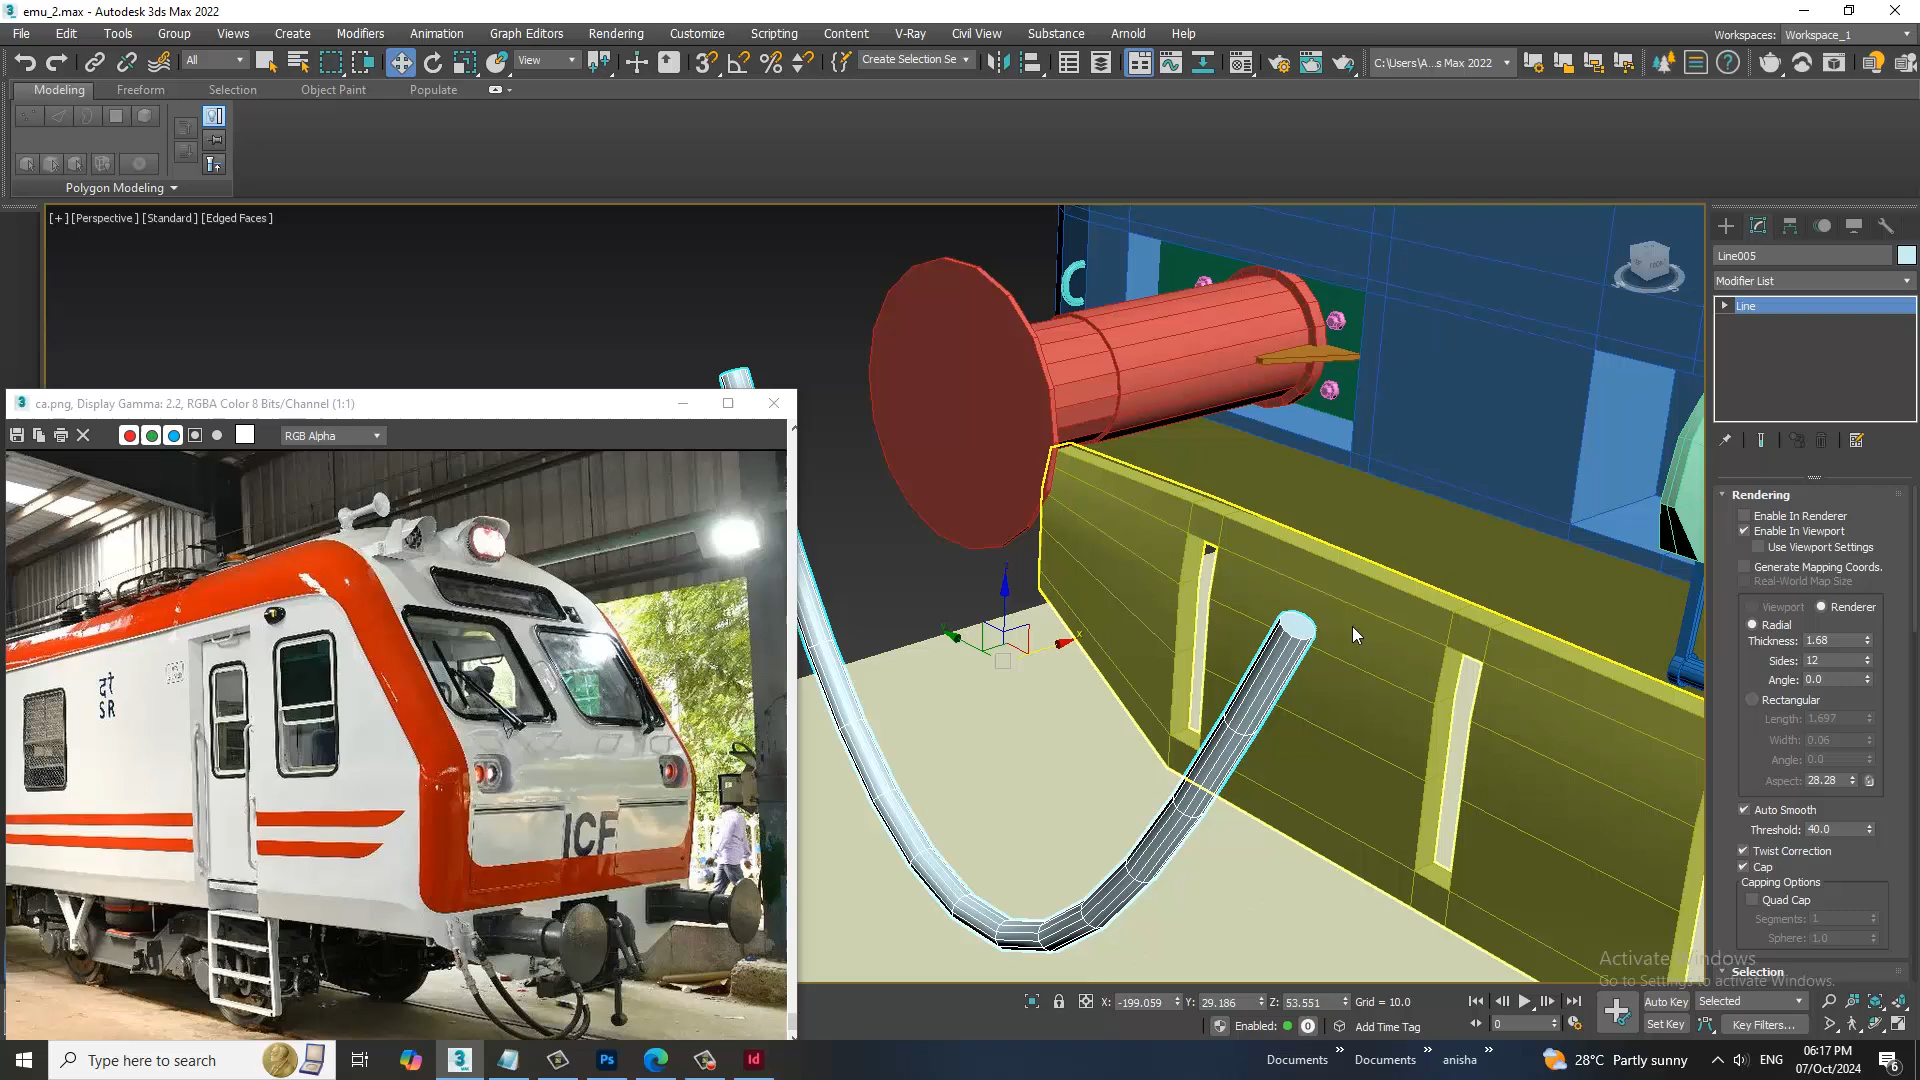 emu_2.max - Autodesk 3ds Max 2022
File Edit Tools Group Views Create Modifiers Animation Graph Editors Rendering Customize Scripting Content V-Ray Civil View Substance Arnold Help
Workspaces: Workspace_1
All View Create Selection Se C:\Users\A...s Max 2022
Modeling Freeform Selection Object Paint Populate
Polygon Modeling
[+] [Perspective] [Standard] [Edged Faces]
C
FRONT
Line005
Modifier List
Line
ca.png, Display Gamma: 2.2, RGBA Color 8 Bits/Channel (1:1)
RGB Alpha
द रे
S R
ICF
Rendering
Enable In Renderer
Enable In Viewport
Use Viewport Settings
Generate Mapping Coords.
Real-World Map Size
Viewport Renderer
Radial
Thickness: 1.68
Sides: 12
Angle: 0.0
Rectangular
Length: 1.697
Width: 0.06
Angle: 0.0
Aspect: 28.28
Auto Smooth
Threshold: 40.0
Twist Correction
Cap
Capping Options
Quad Cap
Segments: 1
Sphere: 1.0
Selection
Activate Windows
Go to Settings to activate Windows.
X: -199.059 Y: 29.186 Z: 53.551 Grid = 10.0
Auto Key Selected
Enabled: 0 Add Time Tag
0 Set Key Key Filters...
Type here to search
Documents Documents anisha
28°C Partly sunny
ENG
06:17 PM
07/Oct/2024
6